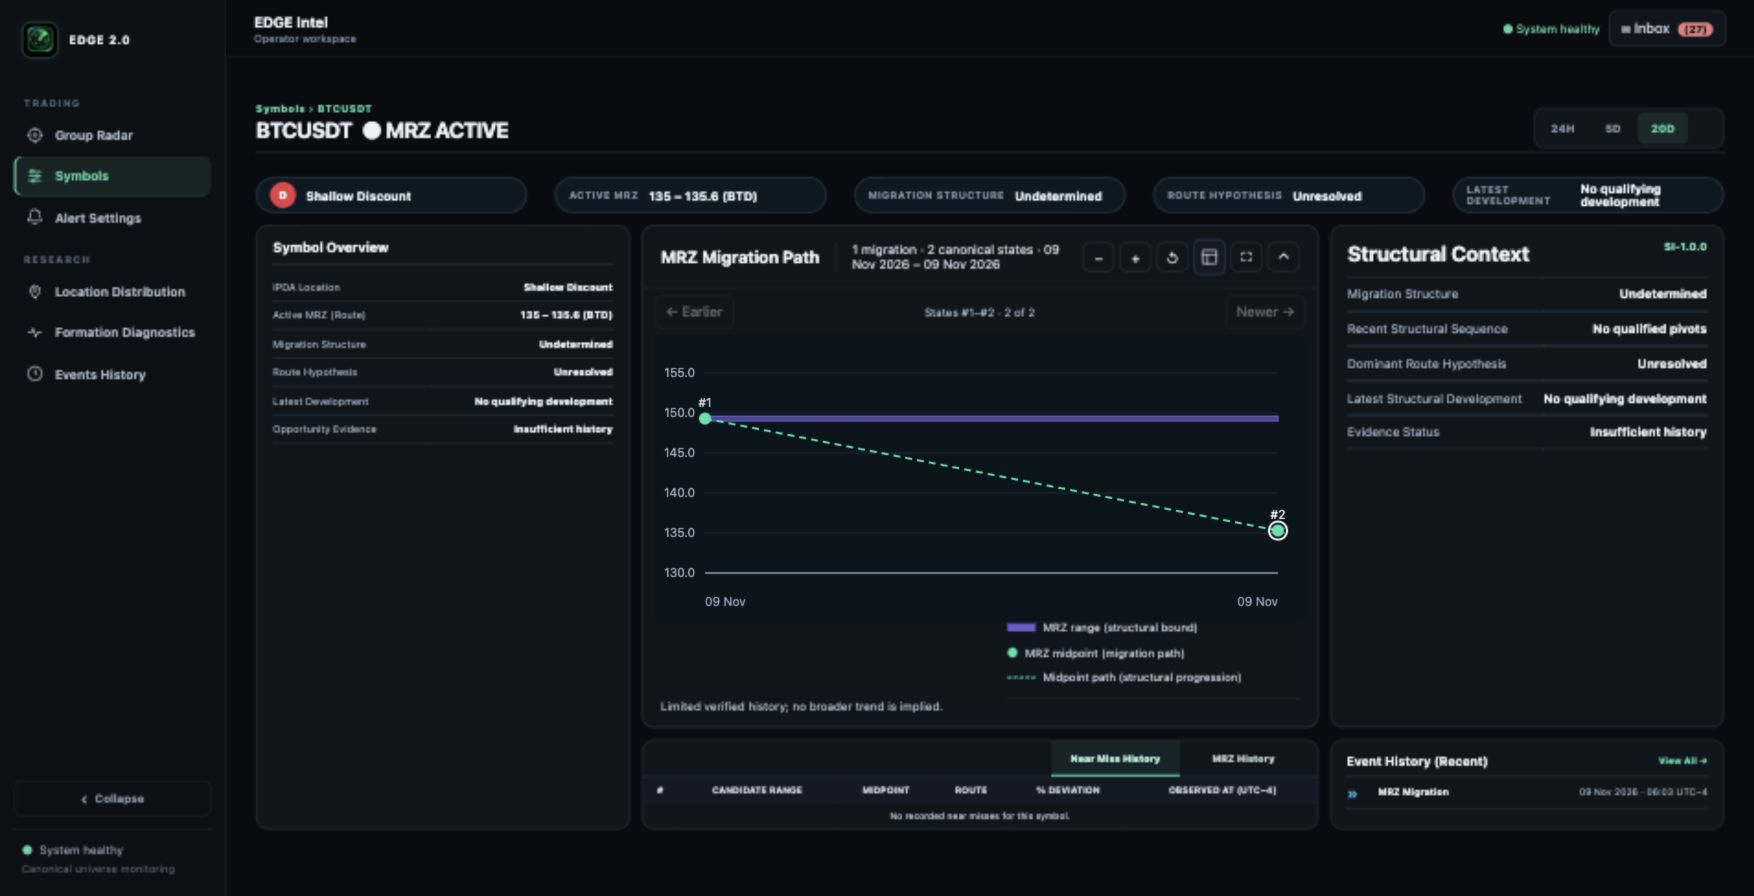 EDGE 2.0
TRADING
Group Radar
Symbols
Alert Settings
RESEARCH
Location Distribution
Formation Diagnostics
Events History
‹ Collapse
System healthy
Canonical universe monitoring
EDGE Intel
Operator workspace
System healthy
Inbox (27)
Symbols › BTCUSDT
BTCUSDT MRZ ACTIVE
24H 5D 20D
D Shallow Discount
ACTIVE MRZ 135 – 135.6 (BTD)
MIGRATION STRUCTURE Undetermined
ROUTE HYPOTHESIS Unresolved
LATEST DEVELOPMENT No qualifying development
Symbol Overview
IPDA Location Shallow Discount
Active MRZ (Route) 135 – 135.6 (BTD)
Migration Structure Undetermined
Route Hypothesis Unresolved
Latest Development No qualifying development
Opportunity Evidence Insufficient history
MRZ Migration Path
1 migration · 2 canonical states · 09
Nov 2026 – 09 Nov 2026
← Earlier
States #1–#2 · 2 of 2
Newer →
155.0
150.0
145.0
140.0
135.0
130.0
#1
#2
09 Nov
09 Nov
MRZ range (structural bound)
MRZ midpoint (migration path)
Midpoint path (structural progression)
Limited verified history; no broader trend is implied.
Near Miss History
MRZ History
# CANDIDATE RANGE MIDPOINT ROUTE % DEVIATION OBSERVED AT (UTC-4)
No recorded near misses for this symbol.
Structural Context
SI-1.0.0
Migration Structure Undetermined
Recent Structural Sequence No qualified pivots
Dominant Route Hypothesis Unresolved
Latest Structural Development No qualifying development
Evidence Status Insufficient history
Event History (Recent)
View All →
MRZ Migration 09 Nov 2026 · 06:03 UTC-4